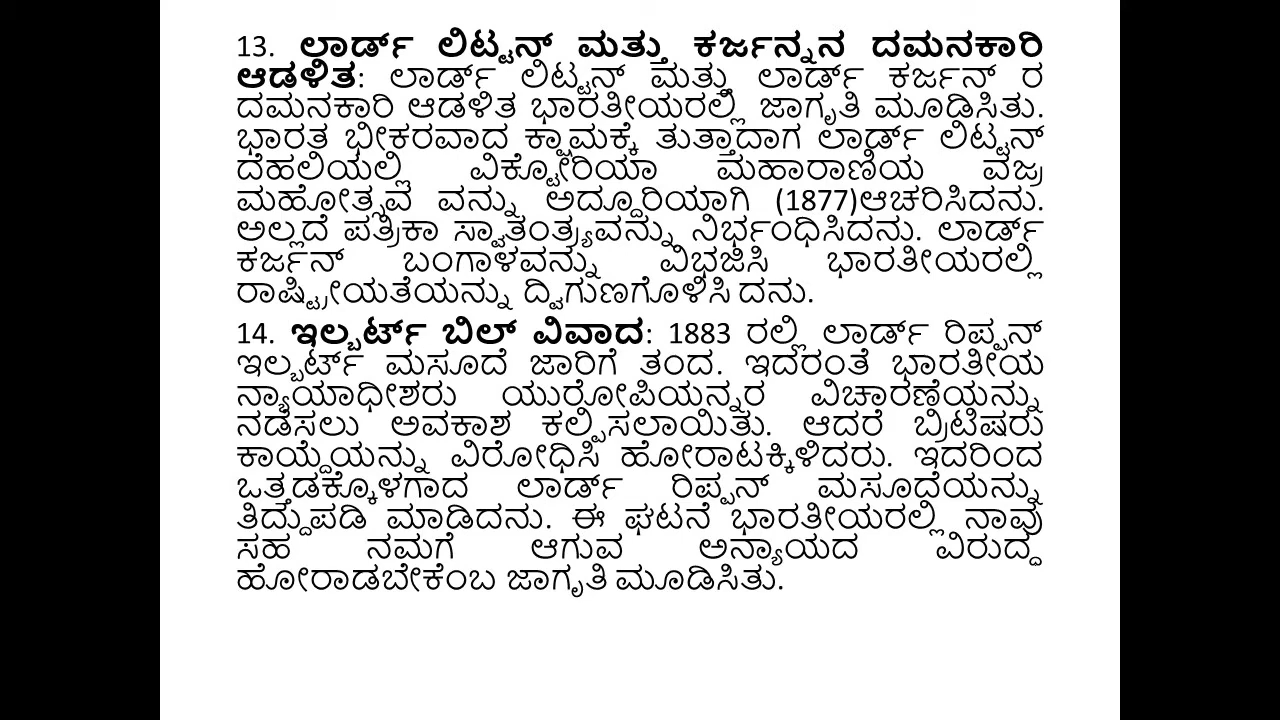 13. ಲಾರ್ಡ್ ಲಿಟ್ಟನ್ ಮತ್ತು ಕರ್ಜನ್ನನ ದಮನಕಾರಿ
ಆಡಳಿತ: ಲಾರ್ಡ್ ಲಿಟ್ಟನ್ ಮತ್ತು ಲಾರ್ಡ್ ಕರ್ಜನ್ ರ
ದಮನಕಾರಿ ಆಡಳಿತ ಭಾರತೀಯರಲ್ಲಿ ಜಾಗೃತಿ ಮೂಡಿಸಿತು.
ಭಾರತ ಭೀಕರವಾದ ಕ್ಷಾಮಕ್ಕೆ ತುತ್ತಾದಾಗ ಲಾರ್ಡ್ ಲಿಟ್ಟನ್
ದೆಹಲಿಯಲ್ಲಿ ವಿಕ್ಟೋರಿಯಾ ಮಹಾರಾಣಿಯ ವಜ್ರ
ಮಹೋತ್ಸವ ವನ್ನು ಅದ್ದೂರಿಯಾಗಿ (1877)ಆಚರಿಸಿದನು.
ಅಲ್ಲದೆ ಪತ್ರಿಕಾ ಸ್ವಾತಂತ್ರ್ಯವನ್ನು ನಿರ್ಭಂಧಿಸಿದನು. ಲಾರ್ಡ್
ಕರ್ಜನ್ ಬಂಗಾಳವನ್ನು ವಿಭಜಿಸಿ ಭಾರತೀಯರಲ್ಲಿ
ರಾಷ್ಟ್ರೀಯತೆಯನ್ನು ದ್ವಿಗುಣಗೊಳಿಸಿ ದನು.
14. ಇಲ್ಬರ್ಟ್ ಬಿಲ್ ವಿವಾದ: 1883 ರಲ್ಲಿ ಲಾರ್ಡ್ ರಿಪ್ಪನ್
ಇಲ್ಬರ್ಟ್ ಮಸೂದೆ ಜಾರಿಗೆ ತಂದ. ಇದರಂತೆ ಭಾರತೀಯ
ನ್ಯಾಯಾಧೀಶರು ಯುರೋಪಿಯನ್ನರ ವಿಚಾರಣೆಯನ್ನು
ನಡೆಸಲು ಅವಕಾಶ ಕಲ್ಪಿಸಲಾಯಿತು. ಆದರೆ ಬ್ರಿಟಿಷರು
ಕಾಯ್ದೆಯನ್ನು ವಿರೋಧಿಸಿ ಹೋರಾಟಕ್ಕಿಳಿದರು. ಇದರಿಂದ
ಒತ್ತಡಕ್ಕೊಳಗಾದ ಲಾರ್ಡ್ ರಿಪ್ಪನ್ ಮಸೂದೆಯನ್ನು
ತಿದ್ದುಪಡಿ ಮಾಡಿದನು. ಈ ಘಟನೆ ಭಾರತೀಯರಲ್ಲಿ ನಾವು
ಸಹ ನಮಗೆ ಆಗುವ ಅನ್ಯಾಯದ ವಿರುದ್ದ
ಹೋರಾಡಬೇಕೆಂಬ ಜಾಗೃತಿ ಮೂಡಿಸಿತು.